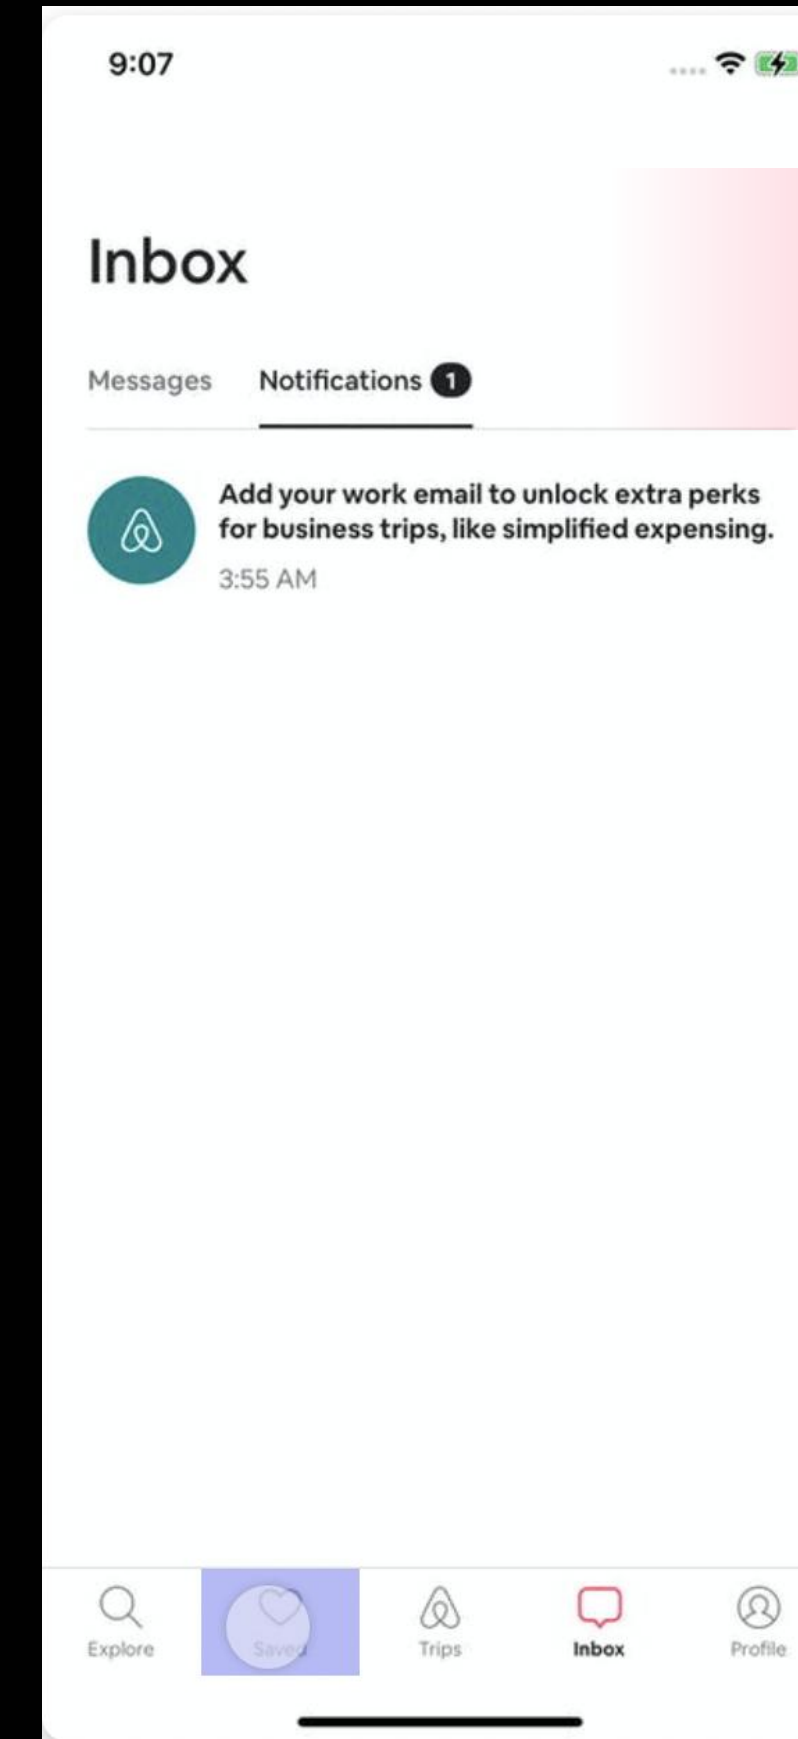 9:07
Inbox
Messages
Notifications 1
Add your work email to unlock extra perks
for business trips, like simplified expensing.
3:55 AM
Explore
Saved
Trips
Inbox
Profile